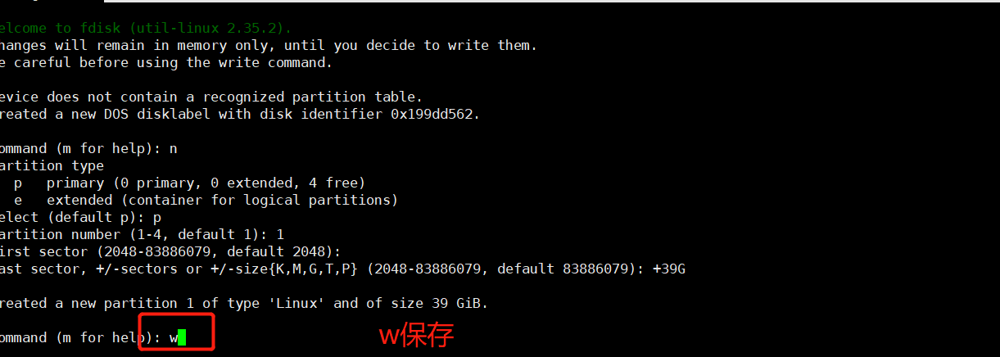 elcome to fdisk (util-linux 2.35.2).
hanges will remain in memory only, until you decide to write them.
e careful before using the write command.
evice does not contain a recognized partition table.
reated a new DOS disklabel with disk identifier 0x199dd562.
ommand (m for help): n
artition type
p   primary (0 primary, 0 extended, 4 free)
e   extended (container for logical partitions)
elect (default p): p
artition number (1-4, default 1): 1
irst sector (2048-83886079, default 2048):
ast sector, +/-sectors or +/-size{K,M,G,T,P} (2048-83886079, default 83886079): +39G
reated a new partition 1 of type 'Linux' and of size 39 GiB.
ommand (m for help): w
w保存